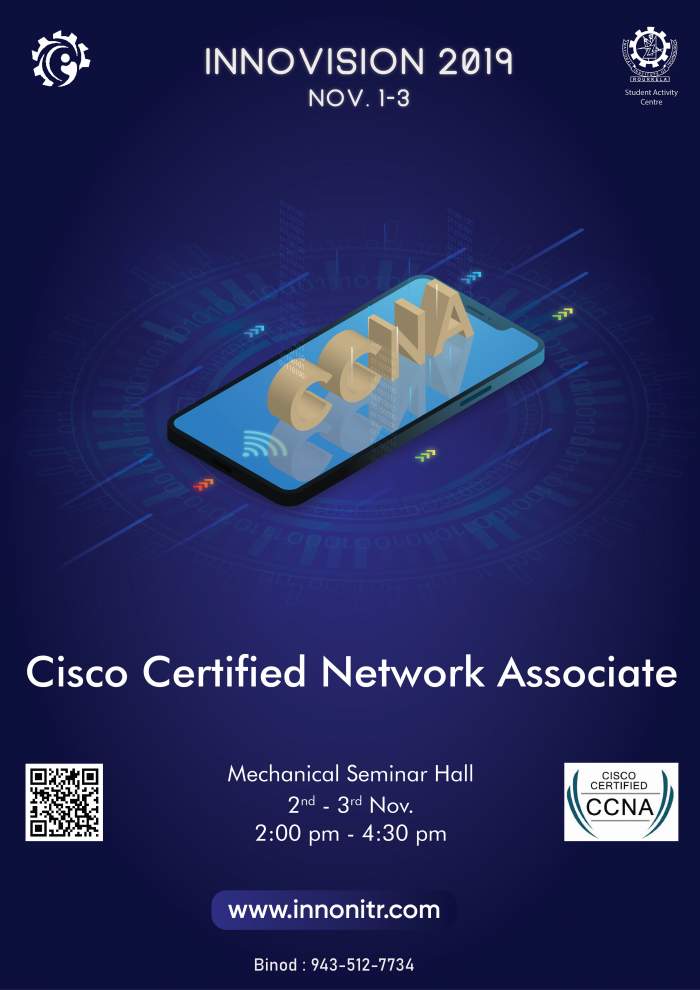 INNOVISION 2019
NOV. 1-3
ROURKELA
Student Activity
Centre
CCNA
Cisco Certified Network Associate
Mechanical Seminar Hall
2nd - 3rd Nov.
2:00 pm - 4:30 pm
CISCO
CERTIFIED
CCNA
www.innonitr.com
Binod : 943-512-7734